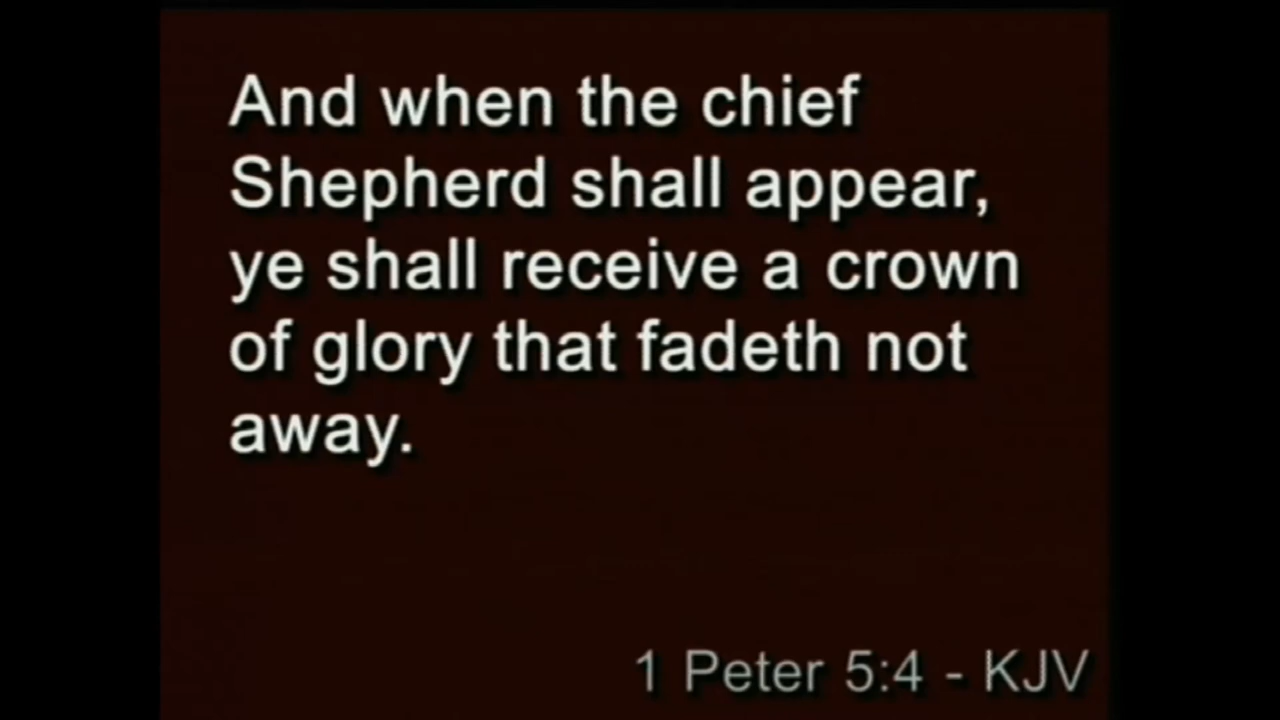 And when the chief
Shepherd shall appear,
ye shall receive a crown
of glory that fadeth not
away.
1 Peter 5:4 - KJV